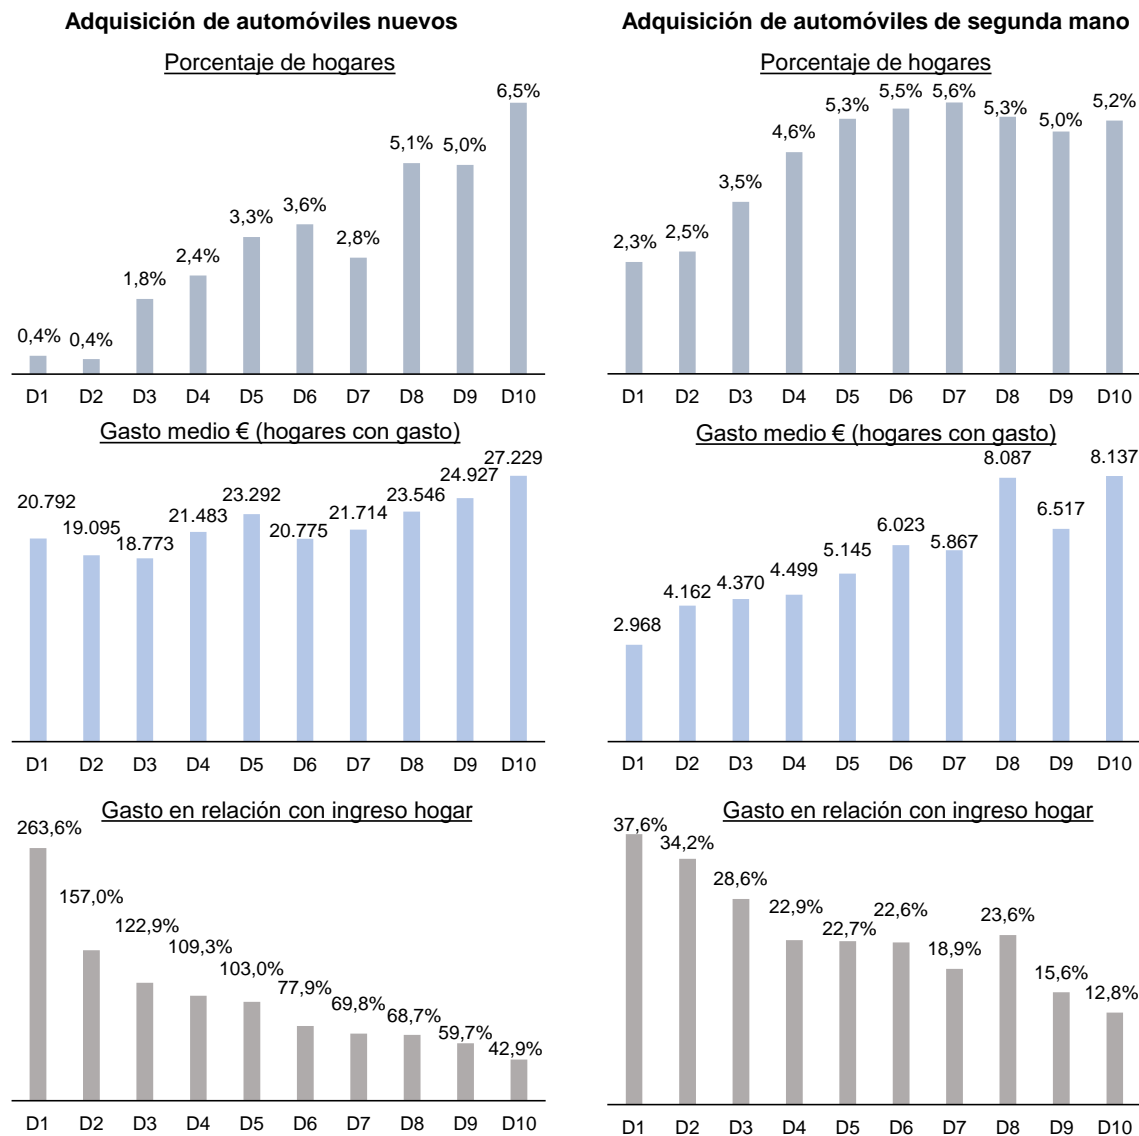 Adquisición de automóviles nuevos
Porcentaje de hogares
0,4% 0,4% 1,8% 2,4% 3,3% 3,6% 2,8% 5,1% 5,0% 6,5%
D1 D2 D3 D4 D5 D6 D7 D8 D9 D10
Gasto medio € (hogares con gasto)
20.792 19.095 18.773 21.483 23.292 20.775 21.714 23.546 24.927 27.229
D1 D2 D3 D4 D5 D6 D7 D8 D9 D10
Gasto en relación con ingreso hogar
263,6% 157,0% 122,9% 109,3% 103,0% 77,9% 69,8% 68,7% 59,7% 42,9%
D1 D2 D3 D4 D5 D6 D7 D8 D9 D10
Adquisición de automóviles de segunda mano
Porcentaje de hogares
2,3% 2,5% 3,5% 4,6% 5,3% 5,5% 5,6% 5,3% 5,0% 5,2%
D1 D2 D3 D4 D5 D6 D7 D8 D9 D10
Gasto medio € (hogares con gasto)
2.968 4.162 4.370 4.499 5.145 6.023 5.867 8.087 6.517 8.137
D1 D2 D3 D4 D5 D6 D7 D8 D9 D10
Gasto en relación con ingreso hogar
37,6% 34,2% 28,6% 22,9% 22,7% 22,6% 18,9% 23,6% 15,6% 12,8%
D1 D2 D3 D4 D5 D6 D7 D8 D9 D10